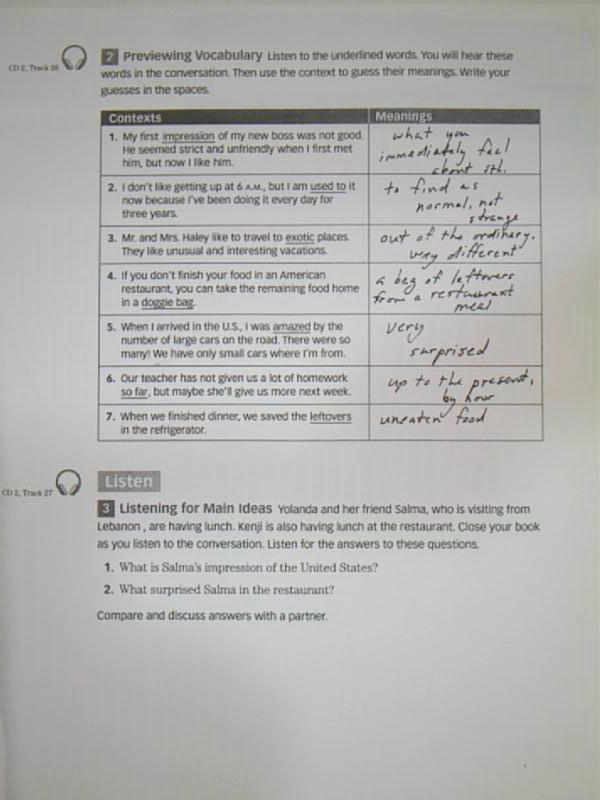 CD 2, Track 26
2 Previewing Vocabulary Listen to the underlined words. You will hear these
words in the conversation. Then use the context to guess their meanings. Write your
guesses in the spaces.
Contexts
Meanings
1. My first impression of my new boss was not good.
He seemed strict and unfriendly when I first met
him, but now I like him.
what you
immediately feel
about sth.
2. I don't like getting up at 6 A.M., but I am used to it
now because I've been doing it every day for
three years.
to find as
normal, not
strange
3. Mr. and Mrs. Haley like to travel to exotic places.
They like unusual and interesting vacations.
out of the ordinary,
very different
4. If you don't finish your food in an American
restaurant, you can take the remaining food home
in a doggie bag.
a bag of leftovers
from a restaurant
meal
5. When I arrived in the U.S., I was amazed by the
number of large cars on the road. There were so
many! We have only small cars where I'm from.
very
surprised
6. Our teacher has not given us a lot of homework
so far, but maybe she'll give us more next week.
up to the present,
by now
7. When we finished dinner, we saved the leftovers
in the refrigerator.
uneaten food
CD 2, Track 27
Listen
3 Listening for Main Ideas Yolanda and her friend Salma, who is visiting from
Lebanon , are having lunch. Kenji is also having lunch at the restaurant. Close your book
as you listen to the conversation. Listen for the answers to these questions.
1. What is Salma's impression of the United States?
2. What surprised Salma in the restaurant?
Compare and discuss answers with a partner.